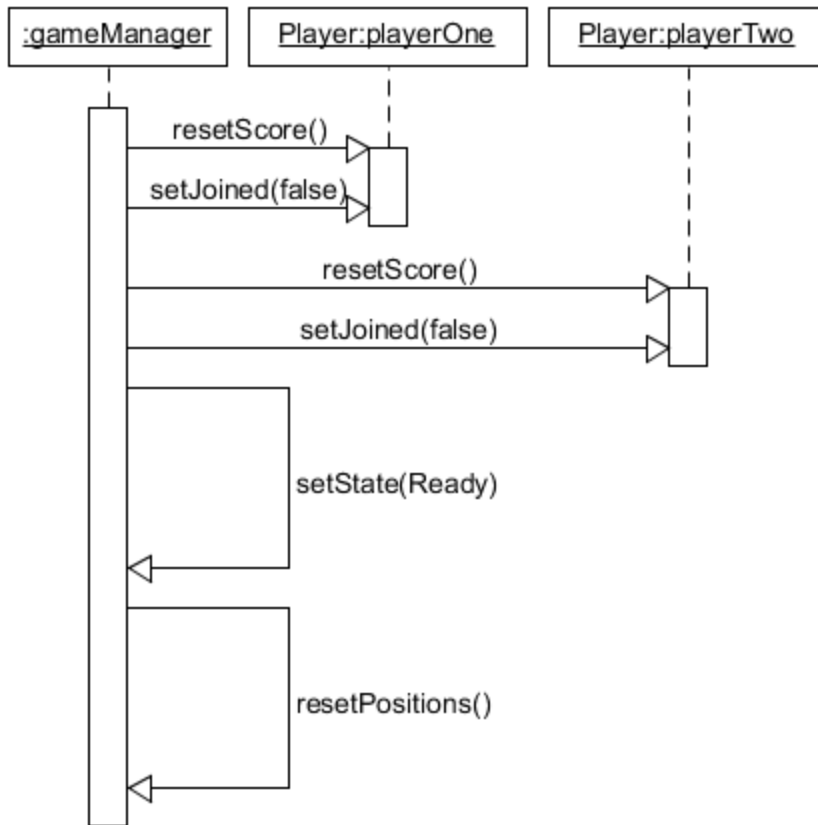 :gameManager
Player:playerOne
Player:playerTwo
resetScore()
setJoined(false)
resetScore()
setJoined(false)
setState(Ready)
resetPositions()